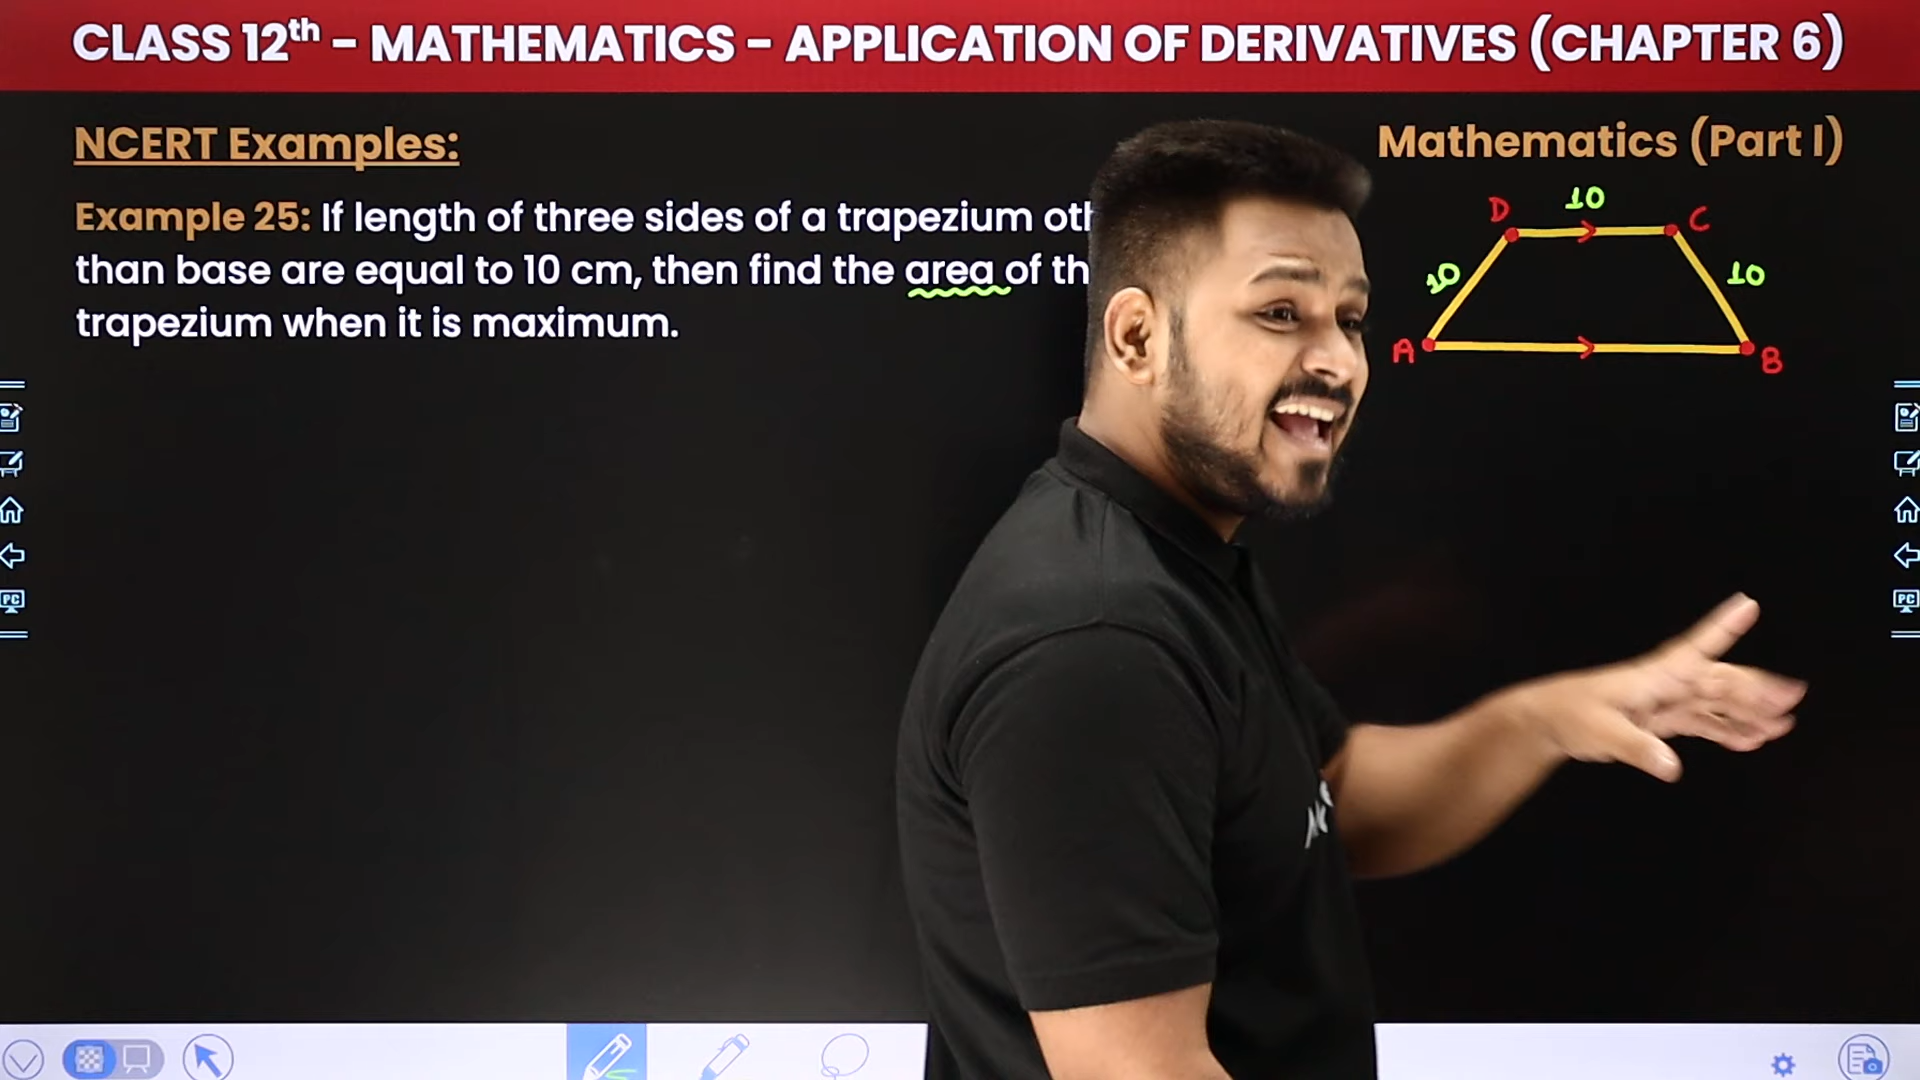 CLASS 12th - MATHEMATICS - APPLICATION OF DERIVATIVES (CHAPTER 6)
NCERT Examples:
Mathematics (Part I)
Example 25: If length of three sides of a trapezium
than base are equal to 10 cm, then find the area of
trapezium when it is maximum.
10
D
C
10
10
A
B
PC
PC